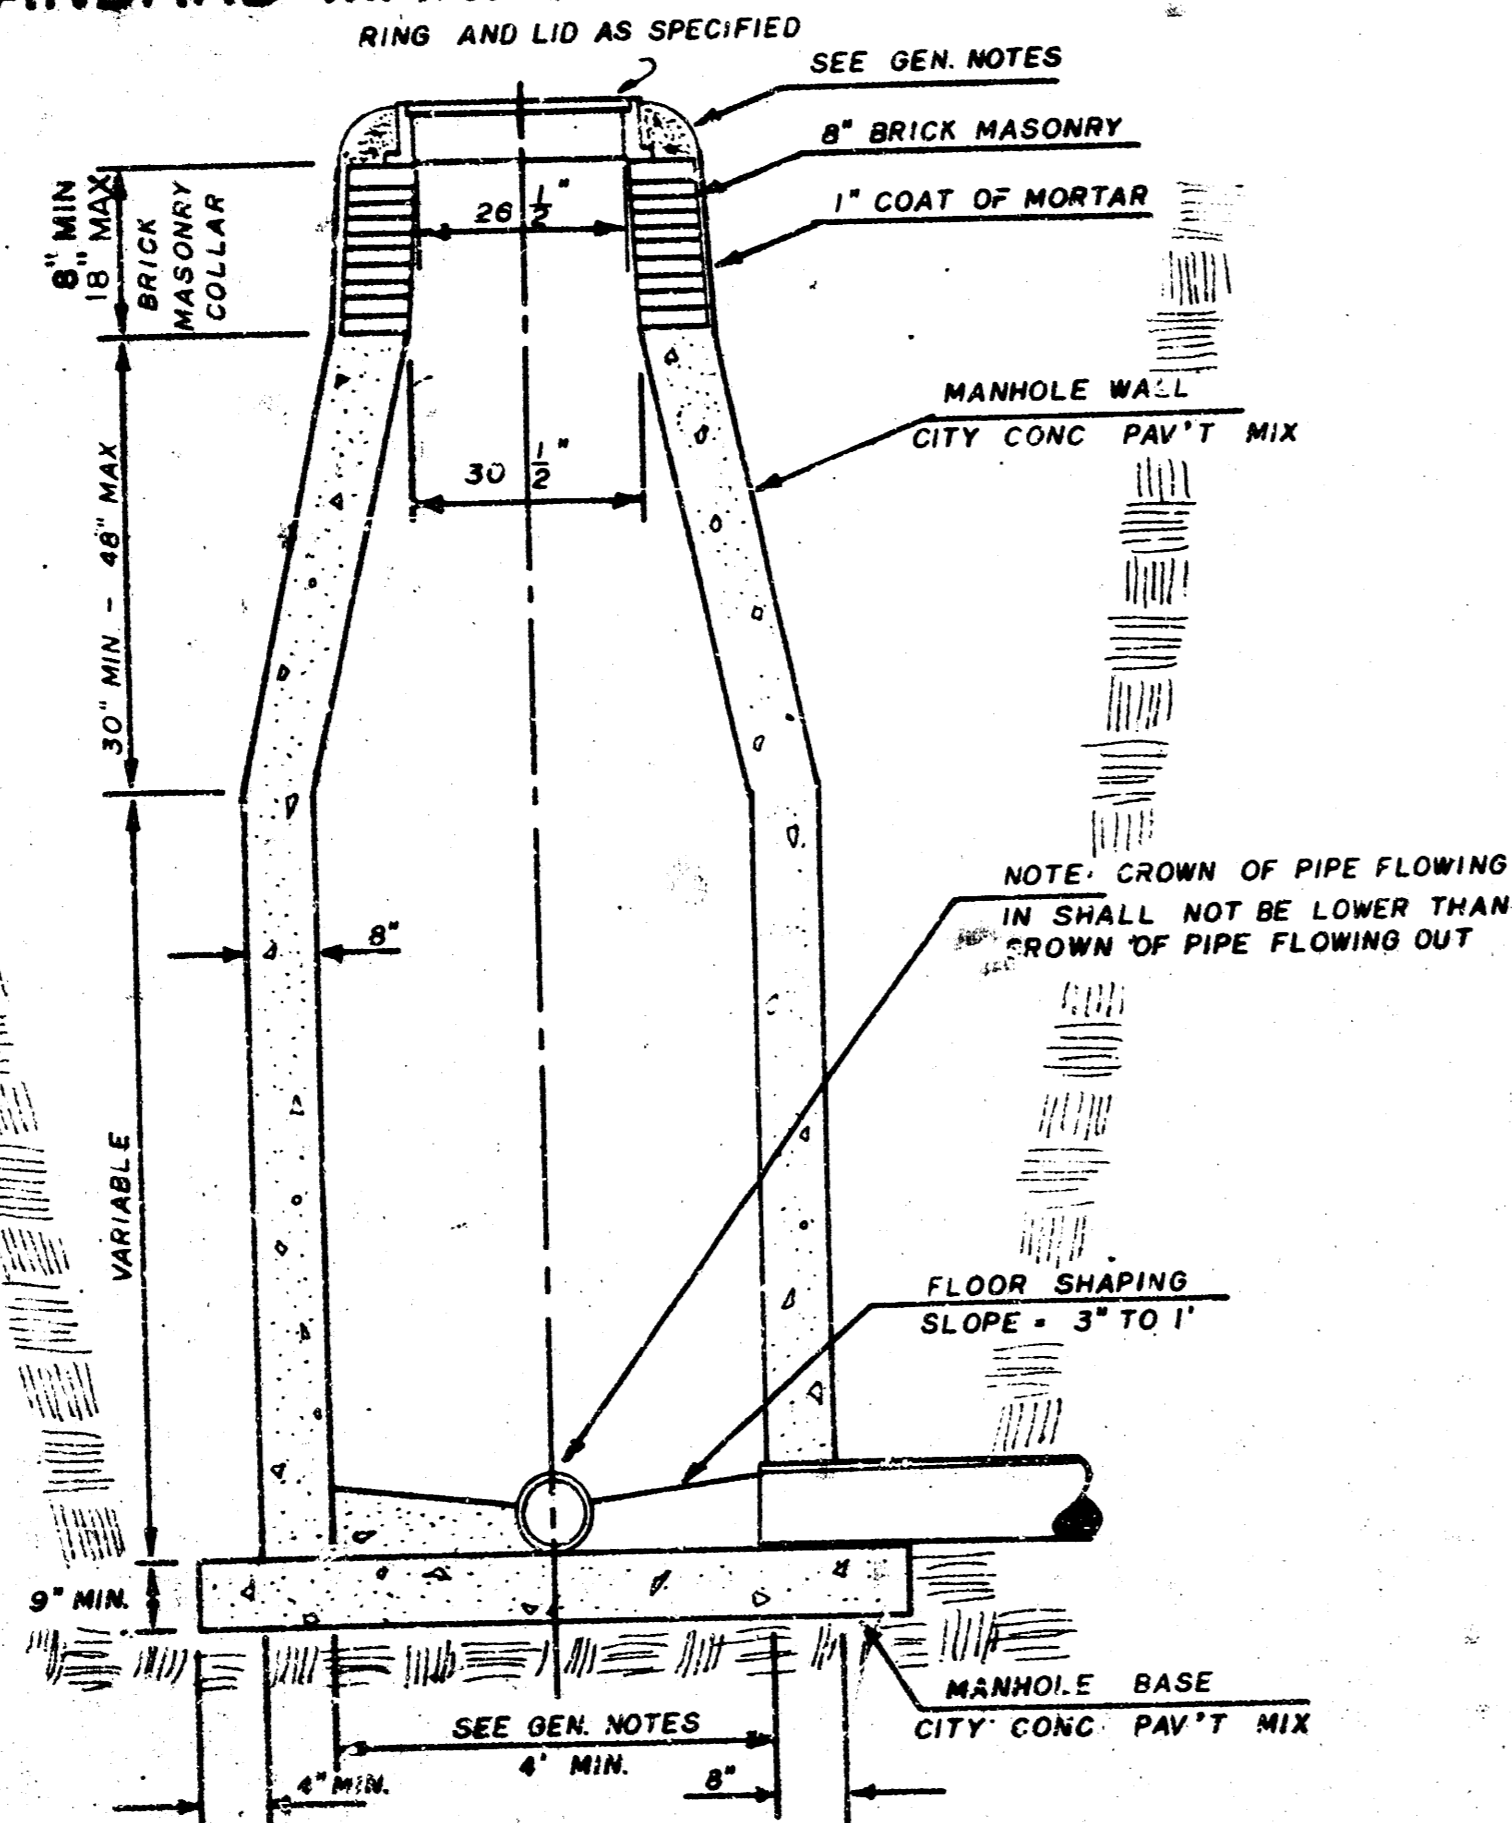 RING AND LID AS SPECIFIED
SEE GEN. NOTES
8" BRICK MASONRY
1" COAT OF MORTAR
8" MIN
18" MAX
BRICK
MASONRY
COLLAR
26 1/2"
MANHOLE WALL
CITY CONC PAV'T MIX
30 1/2"
30" MIN - 48" MAX
NOTE: CROWN OF PIPE FLOWING
IN SHALL NOT BE LOWER THAN
CROWN OF PIPE FLOWING OUT
8"
VARIABLE
FLOOR SHAPING
SLOPE = 3" TO 1'
9" MIN.
MANHOLE BASE
CITY CONC. PAV'T MIX
SEE GEN. NOTES
4' MIN.
4" MIN.
8"